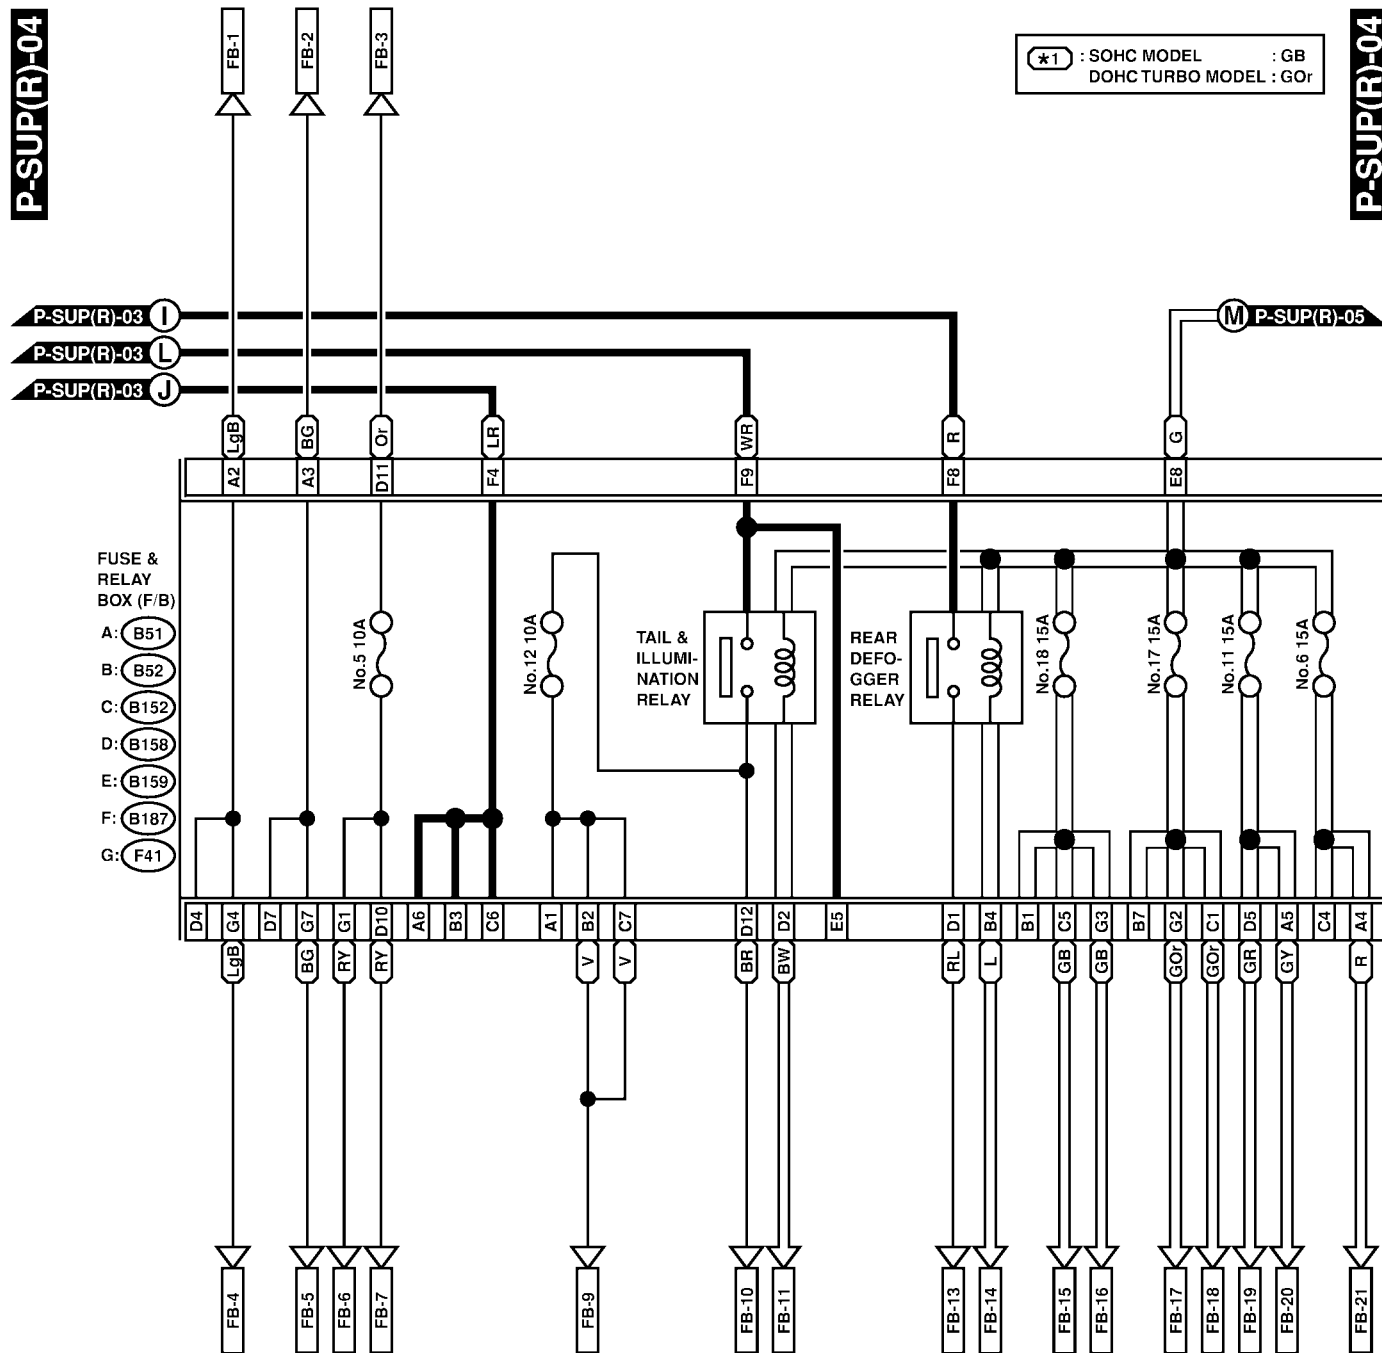 P-SUP(R)-04
P-SUP(R)-04
FB-1
FB-2
FB-3
*1 : SOHC MODEL : GB
DOHC TURBO MODEL : GOr
P-SUP(R)-03 I
M P-SUP(R)-05
P-SUP(R)-03 L
P-SUP(R)-03 J
LgB
BG
Or
LR
WR
R
G
A2
A3
D11
F4
F9
F8
E8
FUSE &
RELAY
BOX (F/B)
A: B51
B: B52
C: B152
D: B158
E: B159
F: B187
G: F41
No.5 10A
No.12 10A
TAIL &
ILLUMI-
NATION
RELAY
REAR
DEFO-
GGER
RELAY
No.18 15A
No.17 15A
No.11 15A
No.6 15A
D4
G4
D7
G7
G1
D10
A6
B3
C6
A1
B2
C7
D12
D2
E5
D1
B4
B1
C5
G3
B7
G2
C1
D5
A5
C4
A4
LgB
BG
RY
RY
V
V
BR
BW
RL
L
GB
GB
GOr
GOr
GR
GY
R
FB-4
FB-5
FB-6
FB-7
FB-9
FB-10
FB-11
FB-13
FB-14
FB-15
FB-16
FB-17
FB-18
FB-19
FB-20
FB-21